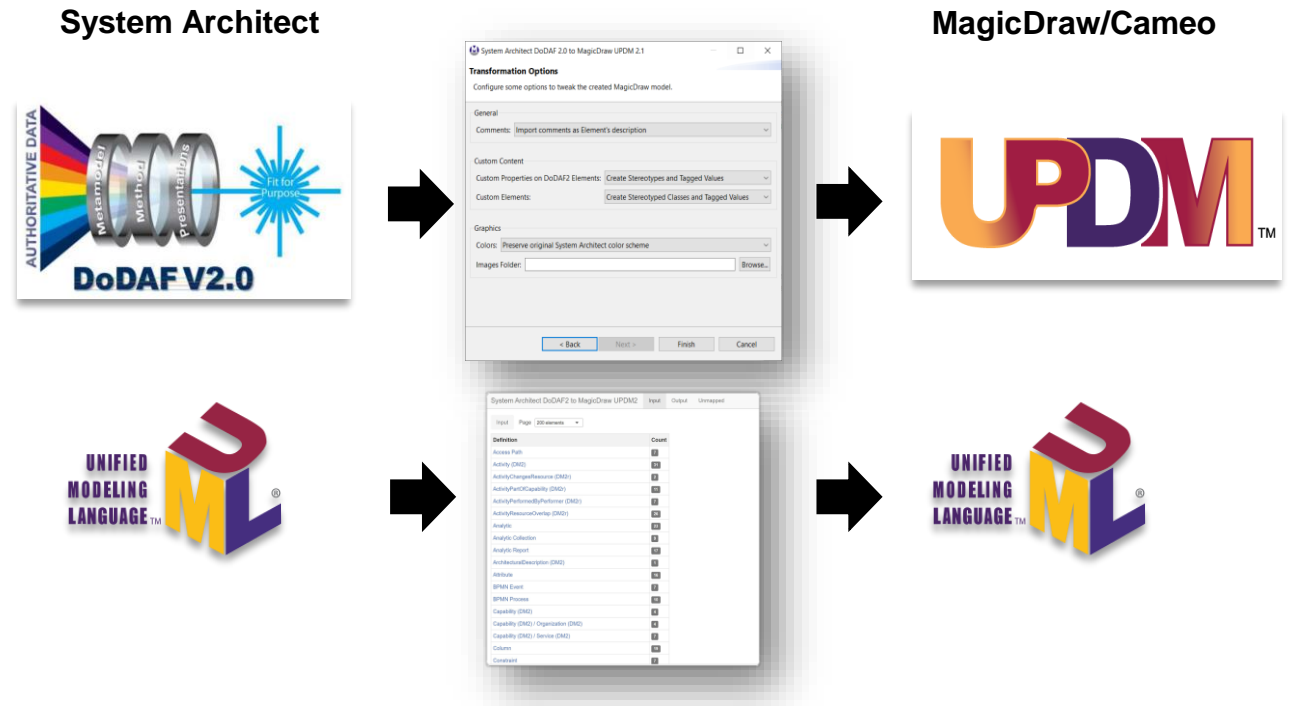 System Architect
MagicDraw/Cameo
AUTHORITATIVE DATA
Metamodel
Method
Presentations
Fit for
Purpose
DoDAF V2.0
System Architect DoDAF 2.0 to MagicDraw UPDM 2.1
Transformation Options
Configure some options to tweak the created MagicDraw model.
General
Comments: Import comments as Element's description
Custom Content
Custom Properties on DoDAF2 Elements: Create Stereotypes and Tagged Values
Custom Elements: Create Stereotyped Classes and Tagged Values
Graphics
Colors: Preserve original System Architect color scheme
Images Folder: Browse...
< Back Next > Finish Cancel
UPDM TM
UNIFIED
MODELING
LANGUAGE TM
UML ®
System Architect DoDAF2 to MagicDraw UPDM2 Input Output Unmapped
Input Page 200 elements
Definition Count
Access Path
Activity (DM2)
ActivityChangesResource (DM2r)
ActivityPartOfCapability (DM2r)
ActivityPerformedByPerformer (DM2r)
ActivityResourceOverlap (DM2r)
Analytic
Analytic Collection
Analytic Report
ArchitecturalDescription (DM2)
Attribute
BPMN Event
BPMN Process
Capability (DM2)
Capability (DM2) / Organization (DM2)
Capability (DM2) / Service (DM2)
Column
Constraint
UNIFIED
MODELING
LANGUAGE TM
UML ®